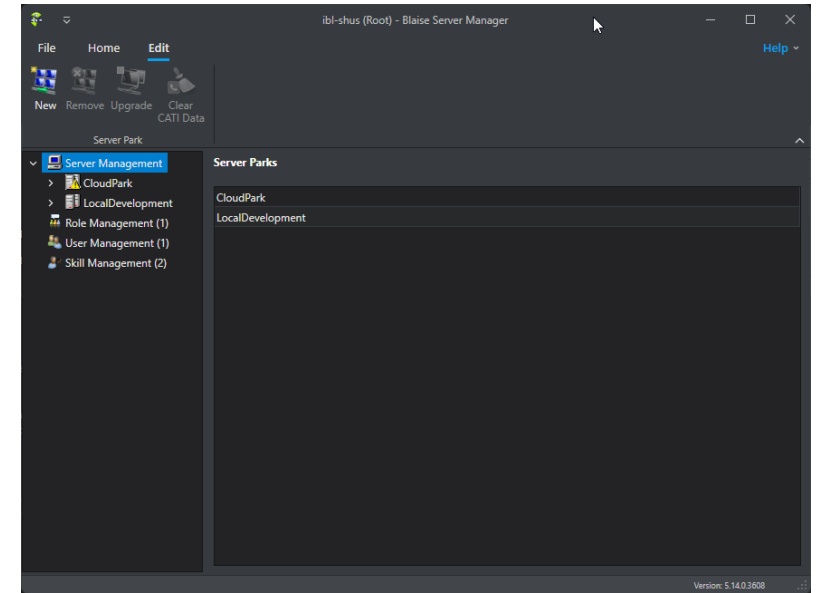 ibl-shus (Root) - Blaise Server Manager
File Home Edit Help
New Remove Upgrade Clear CATI Data
Server Park
Server Management
CloudPark
LocalDevelopment
Role Management (1)
User Management (1)
Skill Management (2)
Server Parks
CloudPark
LocalDevelopment
Version: 5.14.0.3608